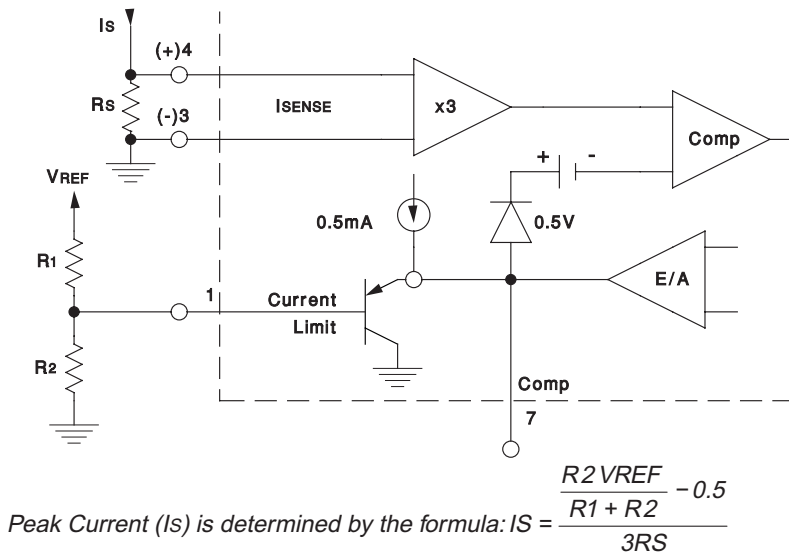 Is
(+)4
Rs
ISENSE
x3
(-)3
Comp
+ -
VREF
0.5mA
0.5V
R1
E/A
1
Current
Limit
R2
Comp
7
Peak Current (Is) is determined by the formula: IS = (R2 VREF / (R1 + R2) − 0.5) / 3RS